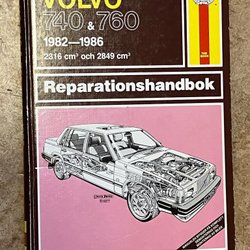 VOLVO
740 & 760
1982—1986
2316 cm³ och 2849 cm³
Reparationshandbok